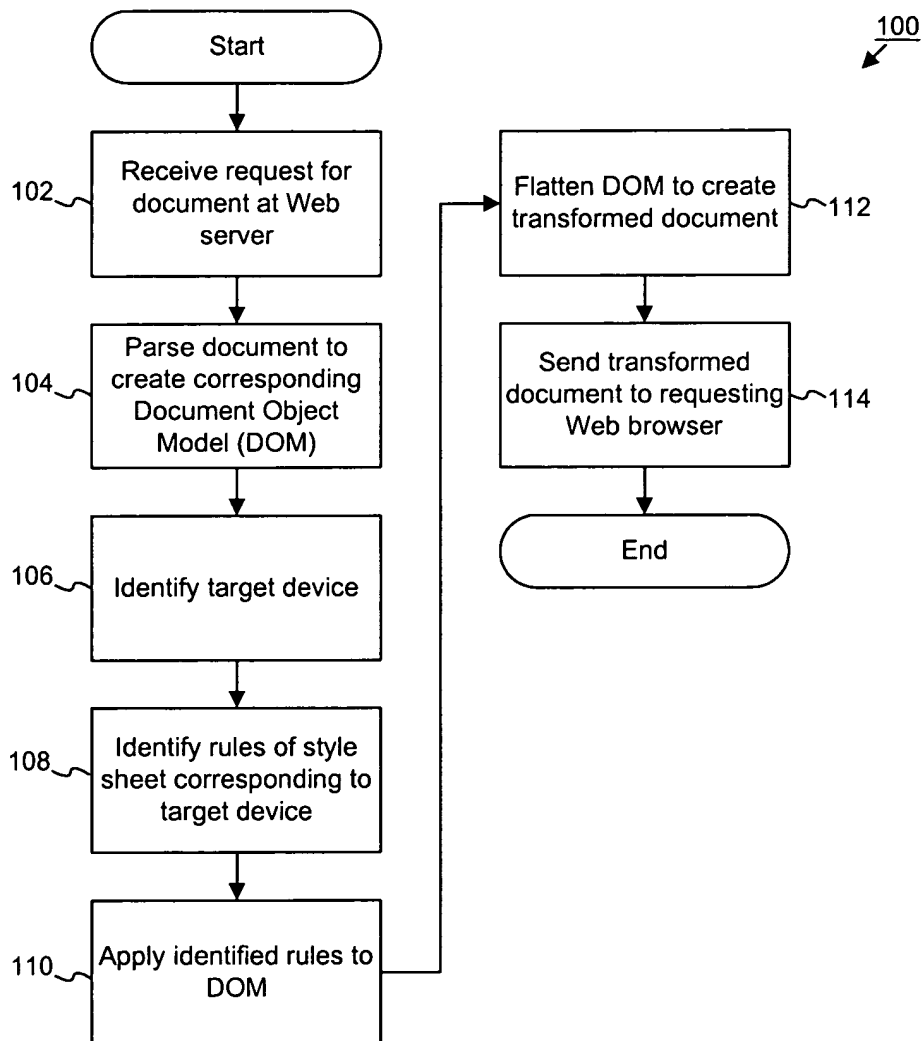 Start
100
102
Receive request for
document at Web
server
104
Parse document to
create corresponding
Document Object
Model (DOM)
106
Identify target device
108
Identify rules of style
sheet corresponding to
target device
110
Apply identified rules to
DOM
Flatten DOM to create
transformed document
112
Send transformed
document to requesting
Web browser
114
End